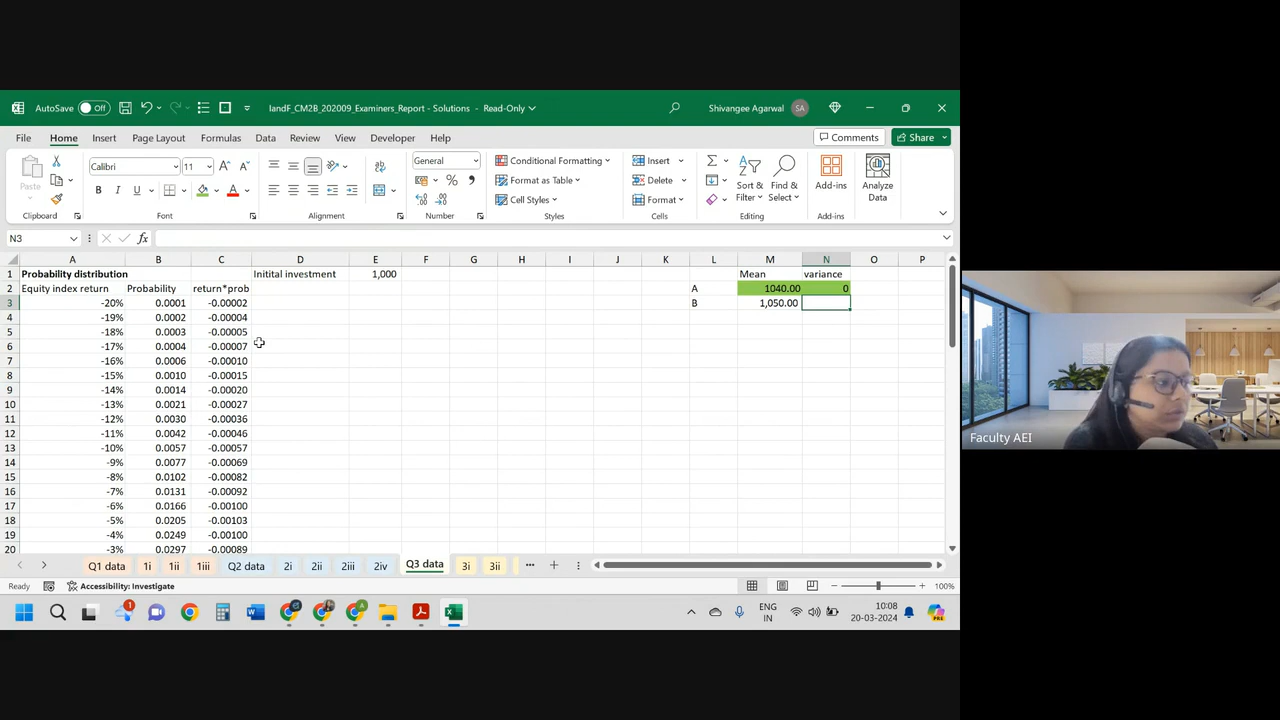 AutoSave Off IandF_CM2B_202009_Examiners_Report - Solutions • Read-Only Shivangee Agarwal SA
File Home Insert Page Layout Formulas Data Review View Developer Help Comments Share
Paste Calibri 11 General Conditional Formatting Format as Table Cell Styles Insert Delete Format Sort & Filter Find & Select Add-ins Analyze Data
Clipboard Font Alignment Number Styles Cells Editing Add-ins
N3 fx
A B C D E F G H I J K L M N O P
1 Probability distribution Initital investment 1,000 Mean variance
2 Equity index return Probability return*prob A 1040.00 0
3 -20% 0.0001 -0.00002 B 1,050.00
4 -19% 0.0002 -0.00004
5 -18% 0.0003 -0.00005
6 -17% 0.0004 -0.00007
7 -16% 0.0006 -0.00010
8 -15% 0.0010 -0.00015
9 -14% 0.0014 -0.00020
10 -13% 0.0021 -0.00027
11 -12% 0.0030 -0.00036
12 -11% 0.0042 -0.00046
13 -10% 0.0057 -0.00057
14 -9% 0.0077 -0.00069
15 -8% 0.0102 -0.00082
16 -7% 0.0131 -0.00092
17 -6% 0.0166 -0.00100
18 -5% 0.0205 -0.00103
19 -4% 0.0249 -0.00100
20 -3% 0.0297 -0.00089
Q1 data 1i 1ii 1iii Q2 data 2i 2ii 2iii 2iv Q3 data 3i 3ii
Ready Accessibility: Investigate 100%
ENG IN 10:08 20-03-2024
Faculty AEI